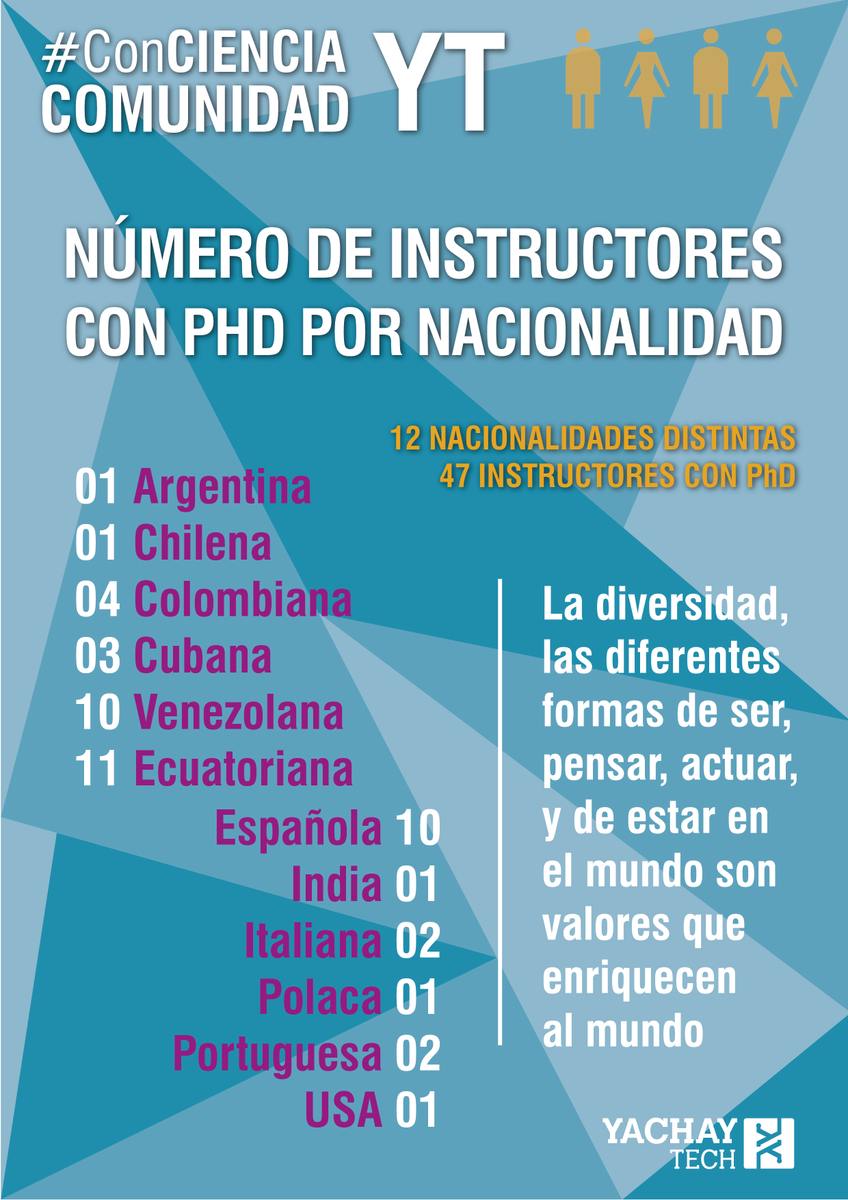 #ConCIENCIA
COMUNIDAD
YT
NÚMERO DE INSTRUCTORES
CON PHD POR NACIONALIDAD
12 NACIONALIDADES DISTINTAS
47 INSTRUCTORES CON PhD
01 Argentina
01 Chilena
04 Colombiana
03 Cubana
10 Venezolana
11 Ecuatoriana
Española 10
India 01
Italiana 02
Polaca 01
Portuguesa 02
USA 01
La diversidad,
las diferentes
formas de ser,
pensar, actuar,
y de estar en
el mundo son
valores que
enriquecen
al mundo
YACHAY
TECH